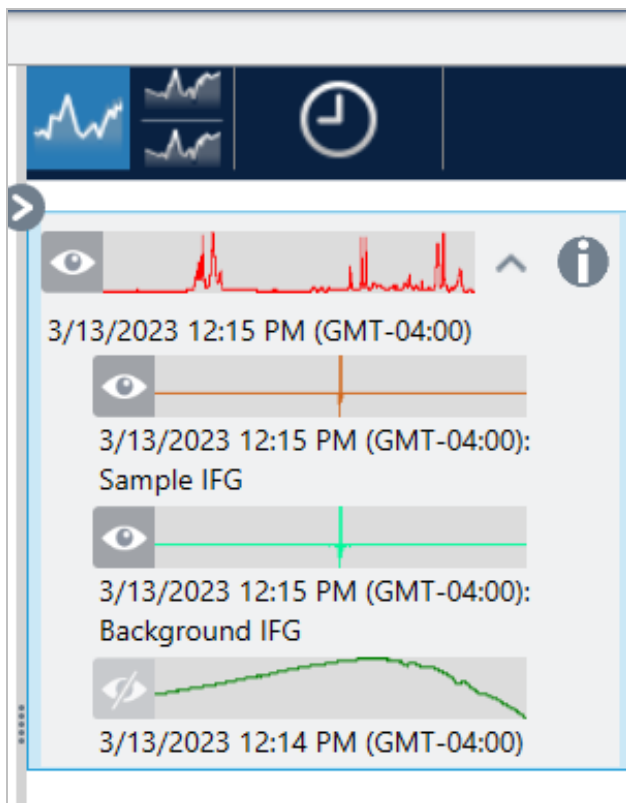 3/13/2023 12:15 PM (GMT-04:00)
3/13/2023 12:15 PM (GMT-04:00):
Sample IFG
3/13/2023 12:15 PM (GMT-04:00):
Background IFG
3/13/2023 12:14 PM (GMT-04:00)